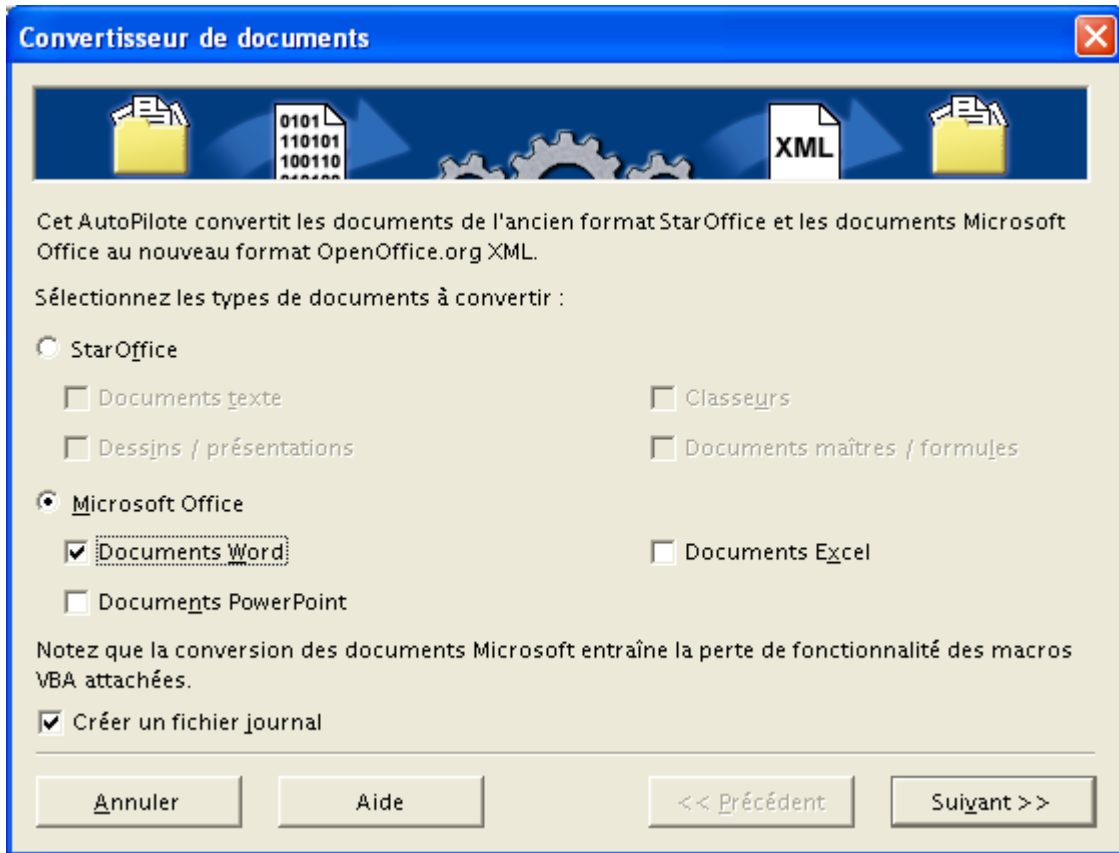 Convertisseur de documents
0101
110101
100110
XML
Cet AutoPilote convertit les documents de l'ancien format StarOffice et les documents Microsoft
Office au nouveau format OpenOffice.org XML.
Sélectionnez les types de documents à convertir :
StarOffice
Documents texte
Classeurs
Dessins / présentations
Documents maîtres / formules
Microsoft Office
Documents Word
Documents Excel
Documents PowerPoint
Notez que la conversion des documents Microsoft entraîne la perte de fonctionnalité des macros
VBA attachées.
Créer un fichier journal
Annuler
Aide
<< Précédent
Suivant >>